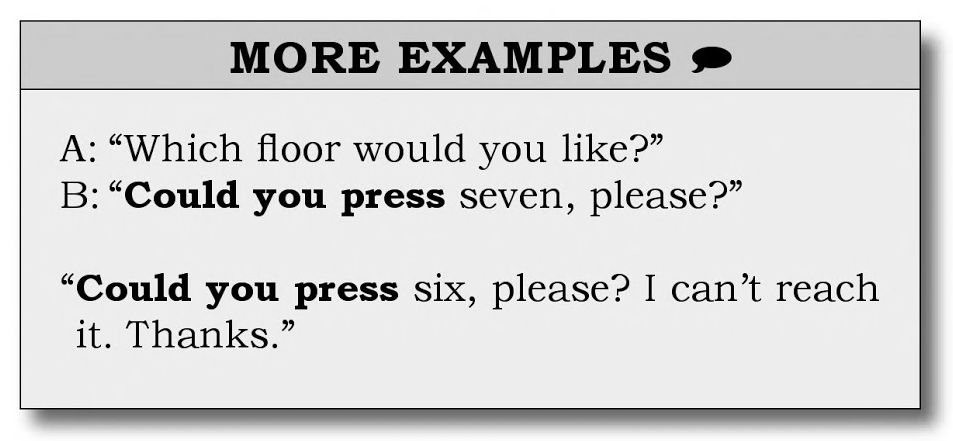 MORE EXAMPLES
A: “Which floor would you like?”
B: “Could you press seven, please?”
“Could you press six, please? I can’t reach
it. Thanks.”